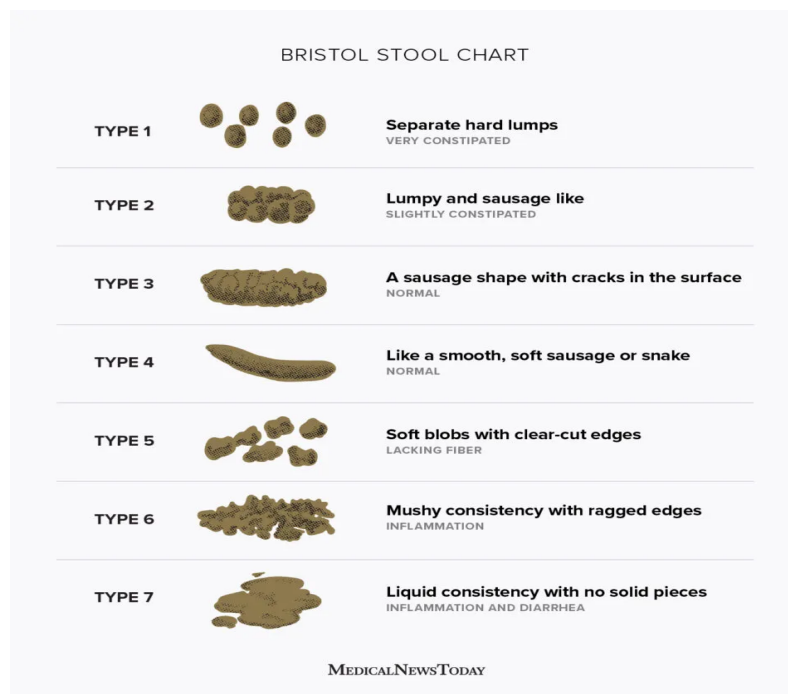 BRISTOL STOOL CHART
TYPE 1
Separate hard lumps
VERY CONSTIPATED
TYPE 2
Lumpy and sausage like
SLIGHTLY CONSTIPATED
TYPE 3
A sausage shape with cracks in the surface
NORMAL
TYPE 4
Like a smooth, soft sausage or snake
NORMAL
TYPE 5
Soft blobs with clear-cut edges
LACKING FIBER
TYPE 6
Mushy consistency with ragged edges
INFLAMMATION
TYPE 7
Liquid consistency with no solid pieces
INFLAMMATION AND DIARRHEA
MEDICALNEWSTODAY